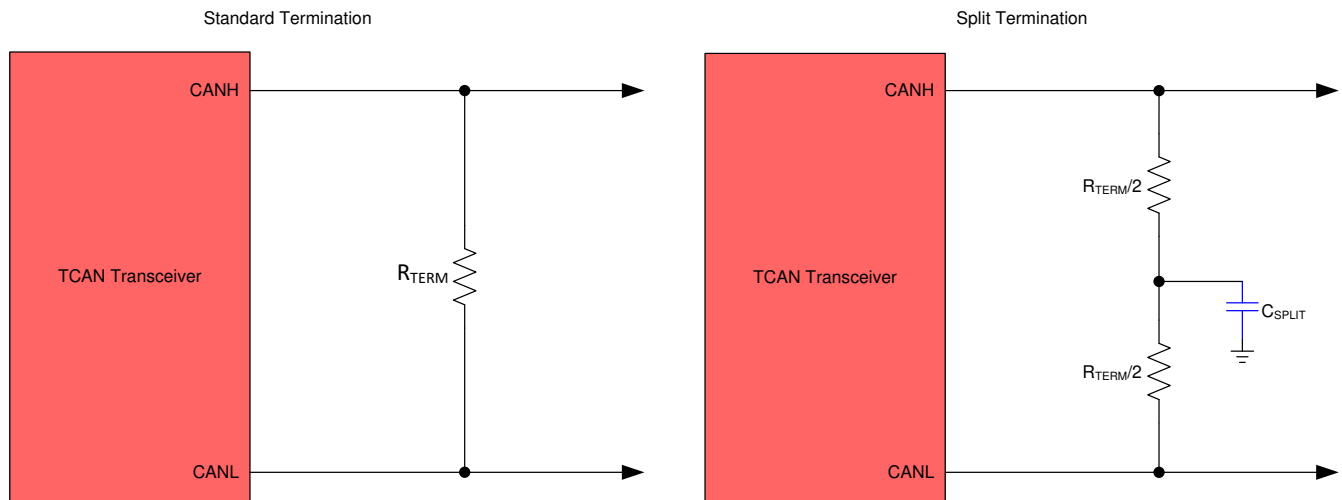 Standard Termination
CANH
TCAN Transceiver
RTERM
CANL
Split Termination
CANH
RTERM/2
TCAN Transceiver
CSPLIT
RTERM/2
CANL